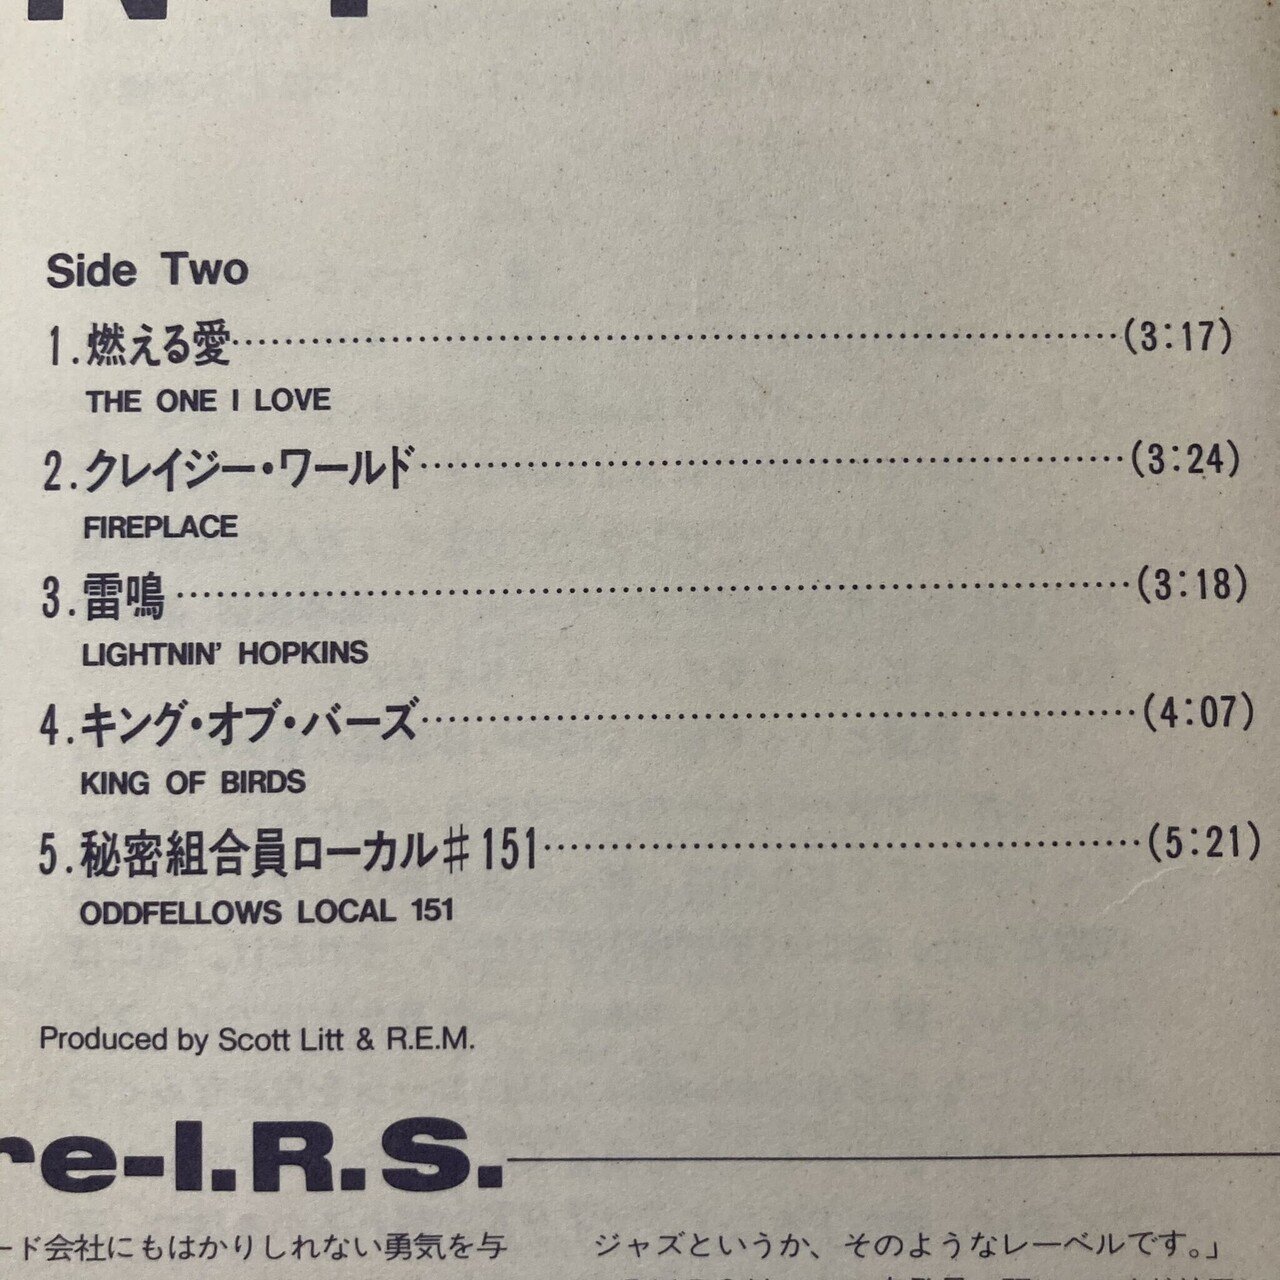 Side Two
1.燃える愛……(3:17)
THE ONE I LOVE
2.クレイジー・ワールド……(3:24)
FIREPLACE
3.雷鳴……(3:18)
LIGHTNIN' HOPKINS
4.キング・オブ・バーズ……(4:07)
KING OF BIRDS
5.秘密組合員ローカル♯151……(5:21)
ODDFELLOWS LOCAL 151
Produced by Scott Litt & R.E.M.
re-I.R.S.
ード会社にもはかりしれない勇気を与
ジャズというか、そのようなレーベルです。」